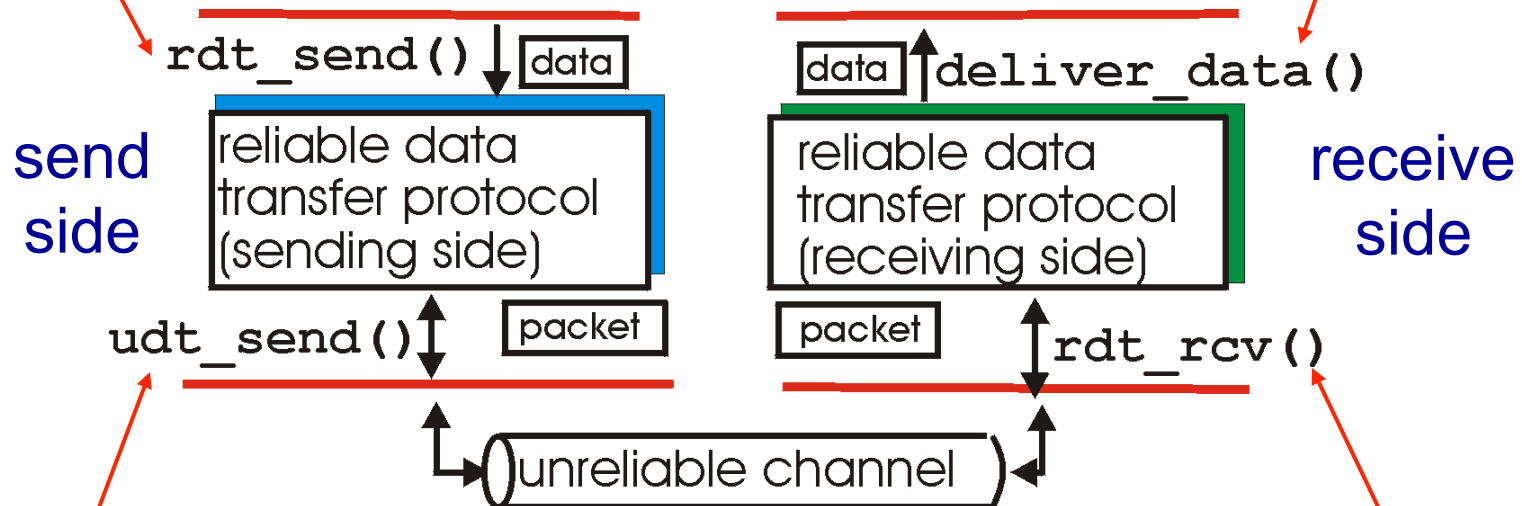 rdt_send()
data
data
deliver_data()
send
side
reliable data
transfer protocol
(sending side)
reliable data
transfer protocol
(receiving side)
receive
side
udt_send()
packet
packet
rdt_rcv()
unreliable channel